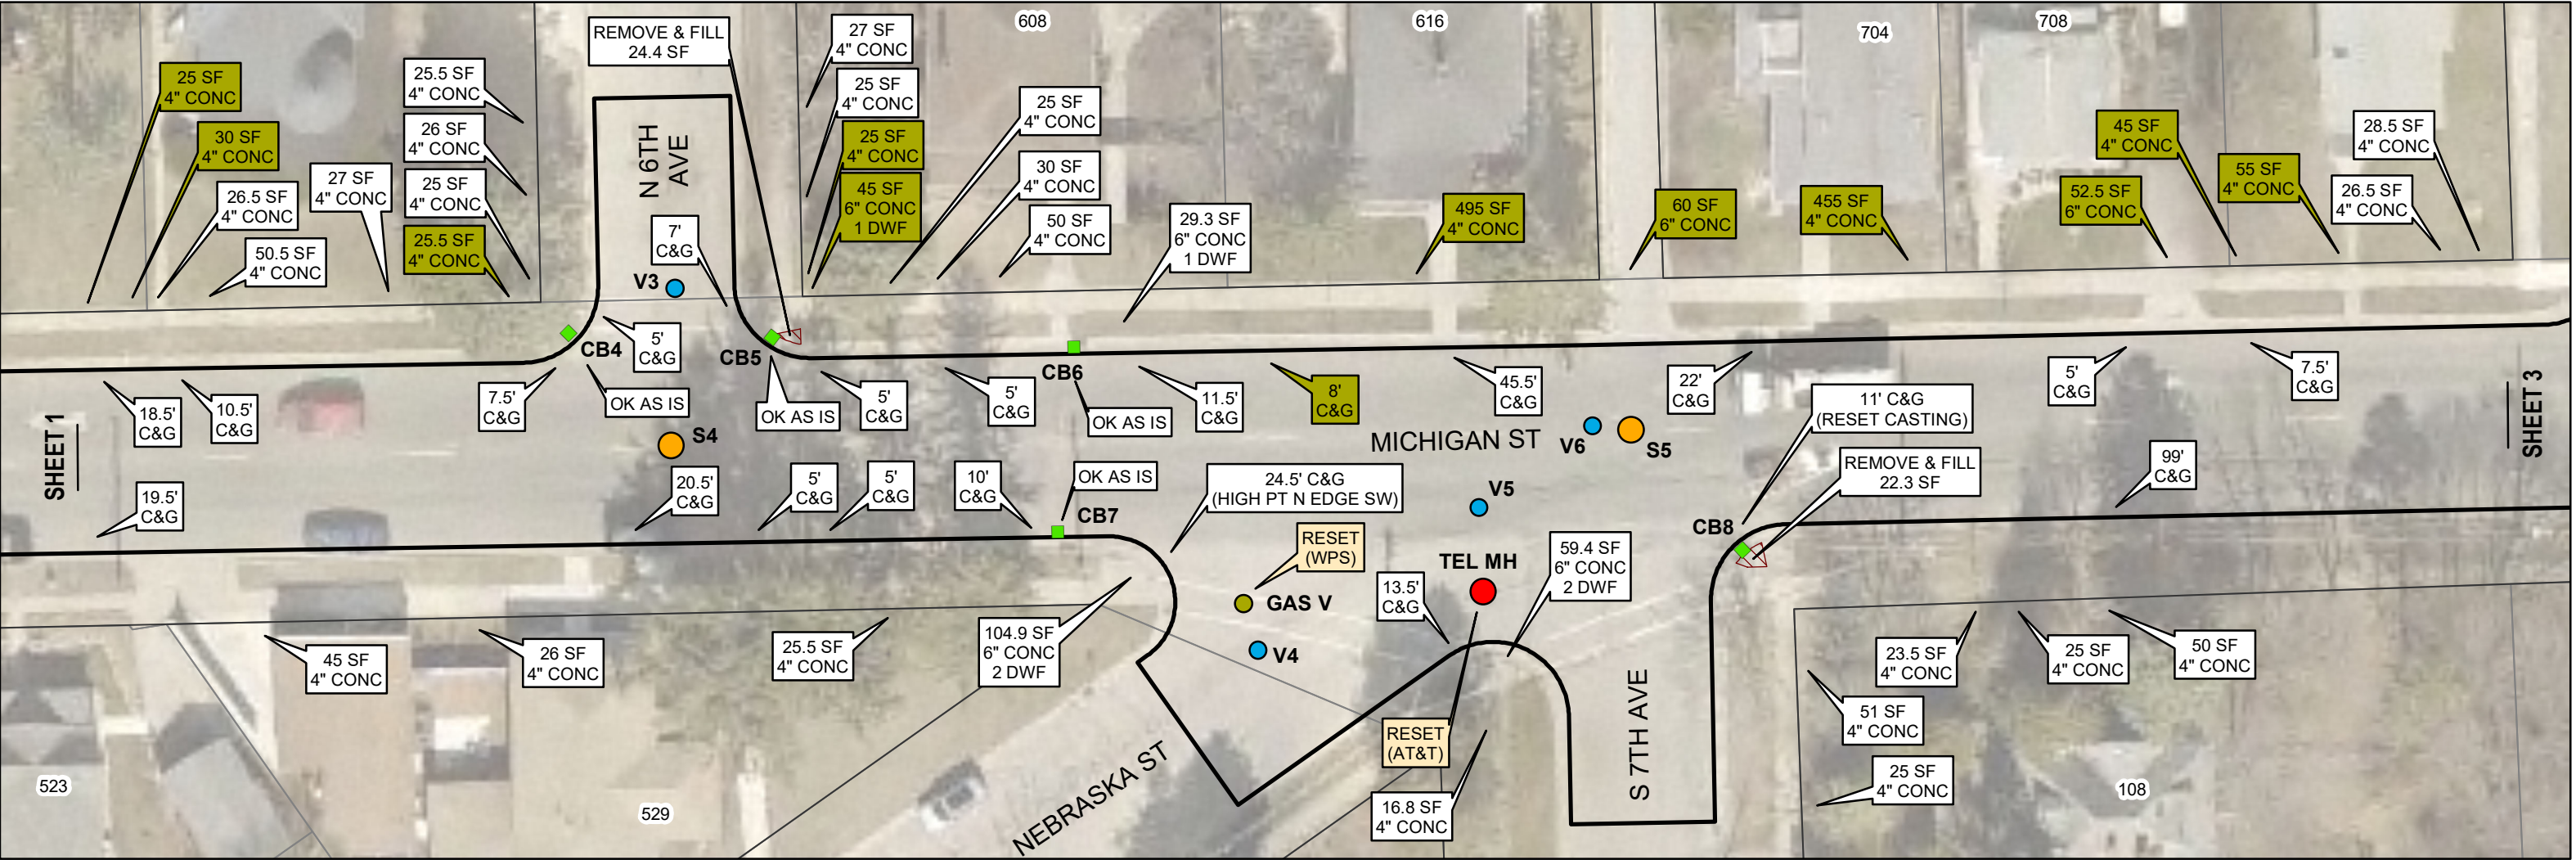 608
616
704
708
REMOVE & FILL
24.4 SF
27 SF
4" CONC
25 SF
4" CONC
25 SF
4" CONC
45 SF
6" CONC
1 DWF
25 SF
4" CONC
30 SF
4" CONC
50 SF
4" CONC
29.3 SF
6" CONC
1 DWF
25 SF
4" CONC
30 SF
4" CONC
26.5 SF
4" CONC
50.5 SF
4" CONC
27 SF
4" CONC
25.5 SF
4" CONC
26 SF
4" CONC
25 SF
4" CONC
25.5 SF
4" CONC
N 6TH
AVE
7'
C&G
V3
495 SF
4" CONC
60 SF
6" CONC
455 SF
4" CONC
52.5 SF
6" CONC
45 SF
4" CONC
55 SF
4" CONC
28.5 SF
4" CONC
26.5 SF
4" CONC
CB4
5'
C&G
CB5
CB6
SHEET 1
18.5'
C&G
10.5'
C&G
7.5'
C&G
OK AS IS
S4
OK AS IS
5'
C&G
5'
C&G
OK AS IS
11.5'
C&G
8'
C&G
45.5'
C&G
22'
C&G
MICHIGAN ST
V6
S5
11' C&G
(RESET CASTING)
REMOVE & FILL
22.3 SF
5'
C&G
7.5'
C&G
SHEET 3
99'
C&G
19.5'
C&G
20.5'
C&G
5'
C&G
5'
C&G
10'
C&G
OK AS IS
CB7
24.5' C&G
(HIGH PT N EDGE SW)
V5
CB8
RESET
(WPS)
GAS V
V4
TEL MH
13.5'
C&G
59.4 SF
6" CONC
2 DWF
45 SF
4" CONC
26 SF
4" CONC
25.5 SF
4" CONC
104.9 SF
6" CONC
2 DWF
RESET
(AT&T)
16.8 SF
4" CONC
NEBRASKA ST
S 7TH AVE
23.5 SF
4" CONC
25 SF
4" CONC
50 SF
4" CONC
51 SF
4" CONC
25 SF
4" CONC
523
529
108